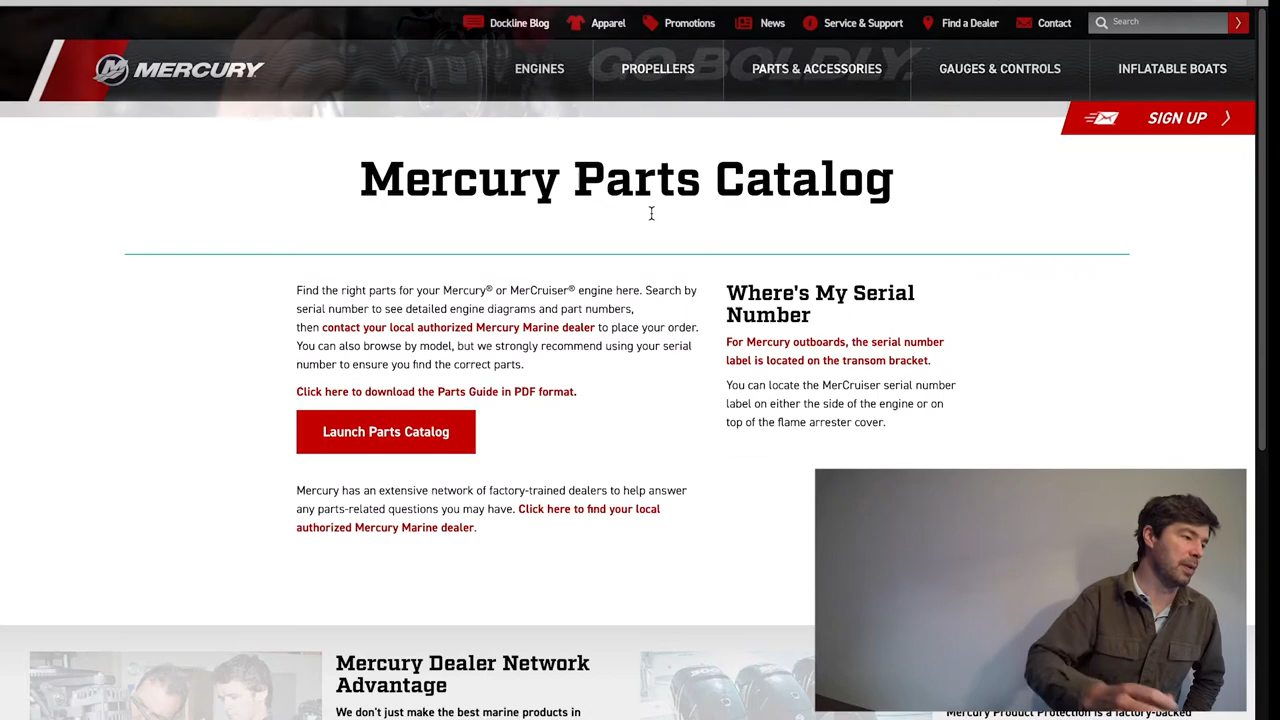 Dockline Blog
Apparel
Promotions
News
Service & Support
Find a Dealer
Contact
Search
MERCURY
GO BOLDLY.
ENGINES
PROPELLERS
PARTS & ACCESSORIES
GAUGES & CONTROLS
INFLATABLE BOATS
SIGN UP
Mercury Parts Catalog
Find the right parts for your Mercury® or MerCruiser® engine here. Search by
serial number to see detailed engine diagrams and part numbers,
then contact your local authorized Mercury Marine dealer to place your order.
You can also browse by model, but we strongly recommend using your serial
number to ensure you find the correct parts.
Click here to download the Parts Guide in PDF format.
Launch Parts Catalog
Mercury has an extensive network of factory-trained dealers to help answer
any parts-related questions you may have. Click here to find your local
authorized Mercury Marine dealer.
Where's My Serial
Number
For Mercury outboards, the serial number
label is located on the transom bracket.
You can locate the MerCruiser serial number
label on either the side of the engine or on
top of the flame arrester cover.
Mercury Dealer Network
Advantage
We don't just make the best marine products in
Mercury Product Protection is a factory-backed